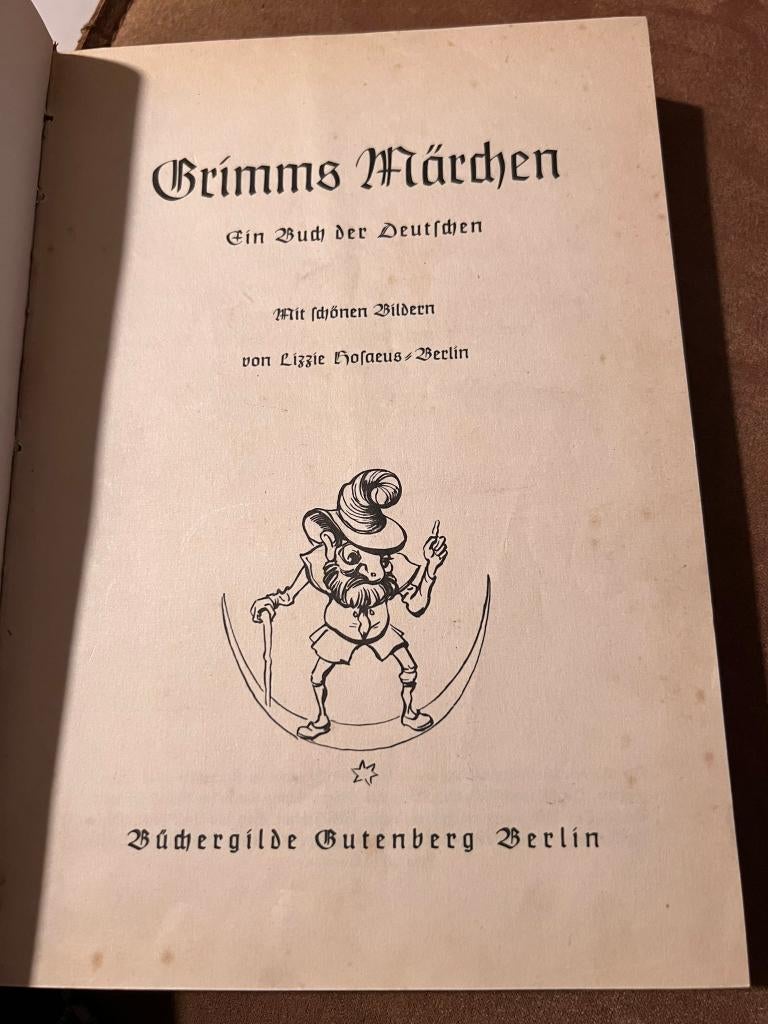 Grimms Märchen
Ein Buch der Deutſchen
Mit ſchönen Bildern
von Lizzie Hoſaeus⸗Berlin
Büchergilde Gutenberg Berlin